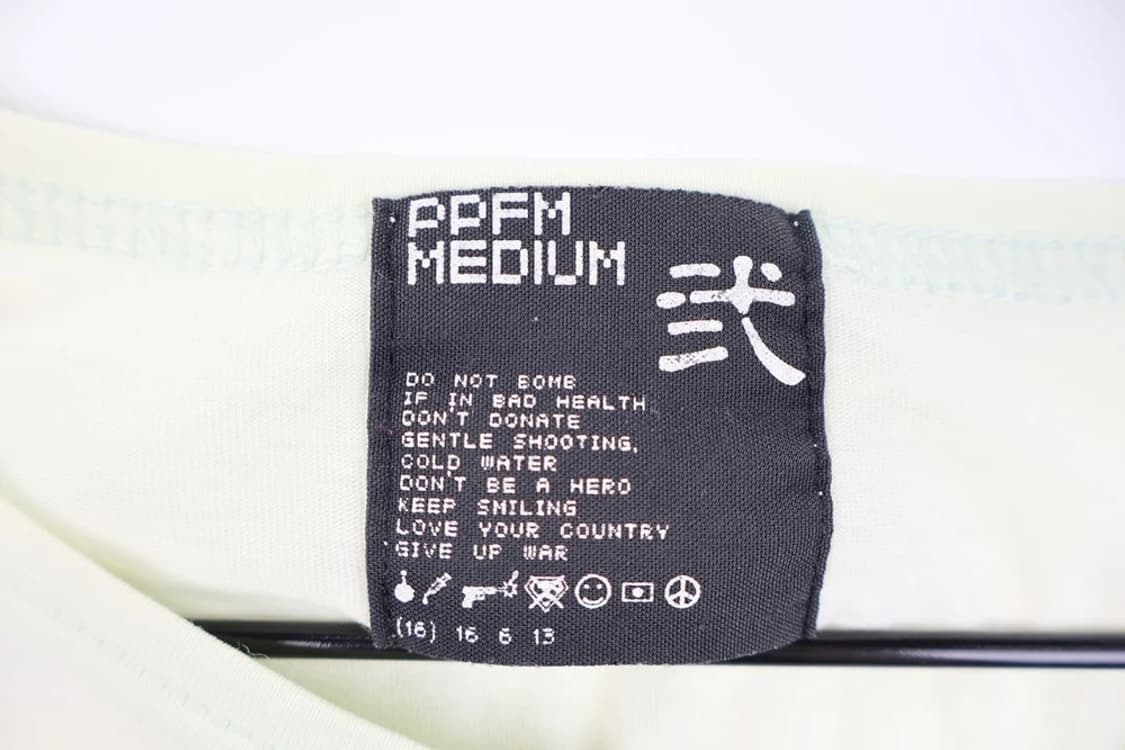 PPFM
MEDIUM
弐
DO NOT BOMB
IF IN BAD HEALTH
DON'T DONATE
GENTLE SHOOTING,
COLD WATER
DON'T BE A HERO
KEEP SMILING
LOVE YOUR COUNTRY
GIVE UP WAR
(16) 16 6 13